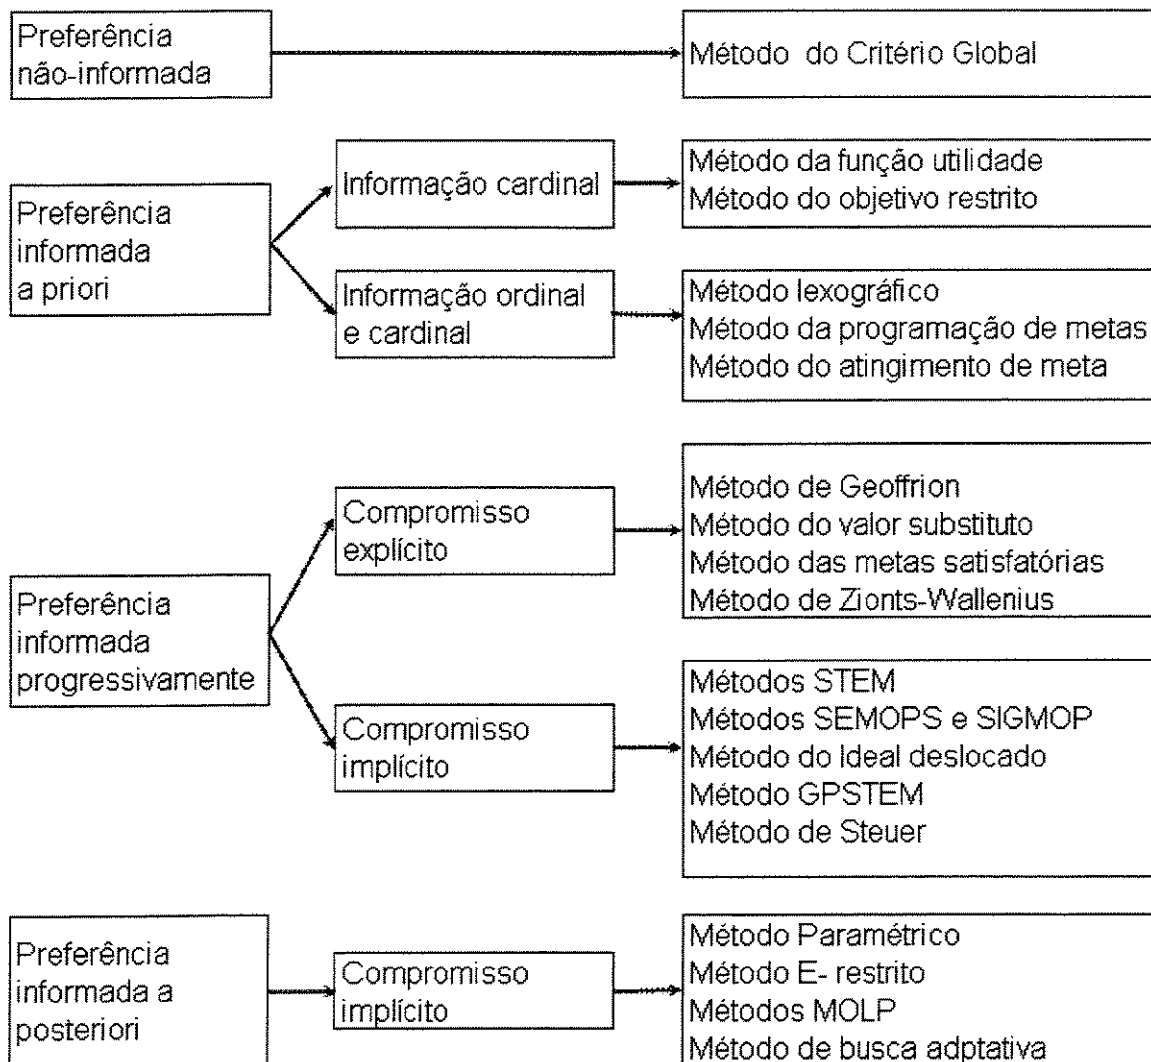 Preferência
não-informada
Método do Critério Global
Preferência
informada
a priori
Informação cardinal
Método da função utilidade
Método do objetivo restrito
Informação ordinal
e cardinal
Método lexográfico
Método da programação de metas
Método do atingimento de meta
Preferência
informada
progressivamente
Compromisso
explícito
Método de Geoffrion
Método do valor substituto
Método das metas satisfatórias
Método de Zionts-Wallenius
Compromisso
implícito
Métodos STEM
Métodos SEMOPS e SIGMOP
Método do Ideal deslocado
Método GPSTEM
Método de Steuer
Preferência
informada a
posteriori
Compromisso
implícito
Método Paramétrico
Método E- restrito
Métodos MOLP
Método de busca adptativa